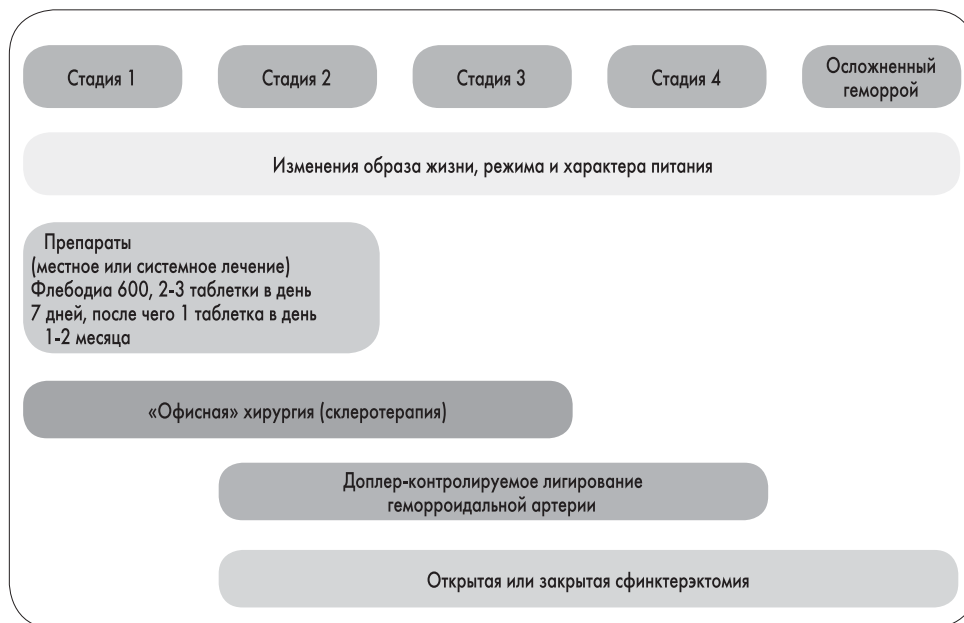 Стадия 1
Стадия 2
Стадия 3
Стадия 4
Осложненный
геморрой
Изменения образа жизни, режима и характера питания
Препараты
(местное или системное лечение)
Флебодиа 600, 2-3 таблетки в день
7 дней, после чего 1 таблетка в день
1-2 месяца
«Офисная» хирургия (склеротерапия)
Доплер-контролируемое лигирование
геморроидальной артерии
Открытая или закрытая сфинктерэктомия